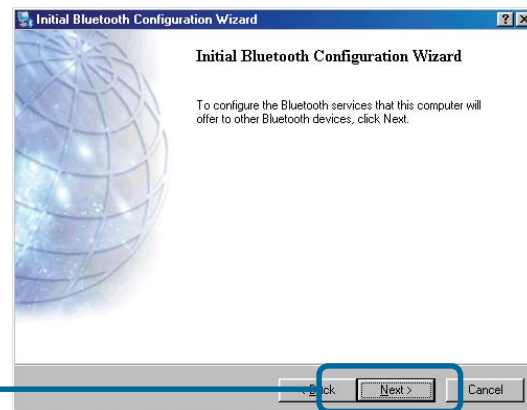 Initial Bluetooth Configuration Wizard
Initial Bluetooth Configuration Wizard
To configure the Bluetooth services that this computer will
offer to other Bluetooth devices, click Next.
< Back Next > Cancel